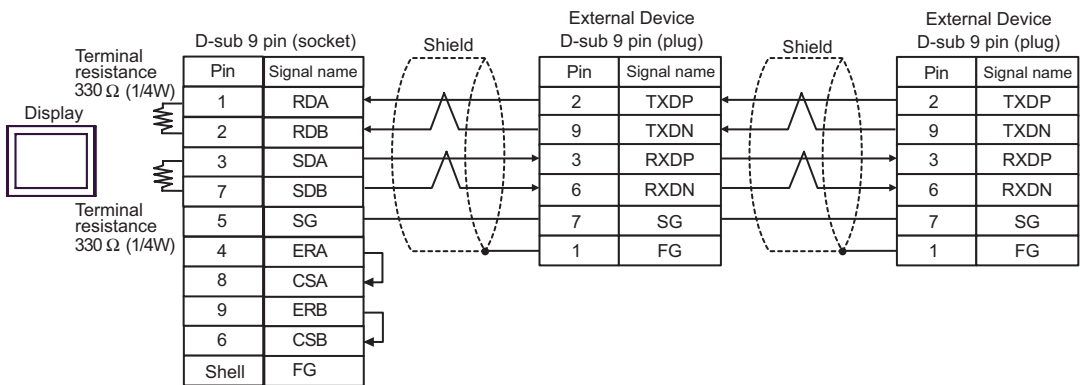 External Device
External Device
D-sub 9 pin (socket)
Shield
D-sub 9 pin (plug)
Shield
D-sub 9 pin (plug)
Terminal
resistance
330 Ω (1/4W)
Display
Terminal
resistance
330 Ω (1/4W)
Pin Signal name
1 RDA
2 RDB
3 SDA
7 SDB
5 SG
4 ERA
8 CSA
9 ERB
6 CSB
Shell FG
Pin Signal name
2 TXDP
9 TXDN
3 RXDP
6 RXDN
7 SG
1 FG
Pin Signal name
2 TXDP
9 TXDN
3 RXDP
6 RXDN
7 SG
1 FG